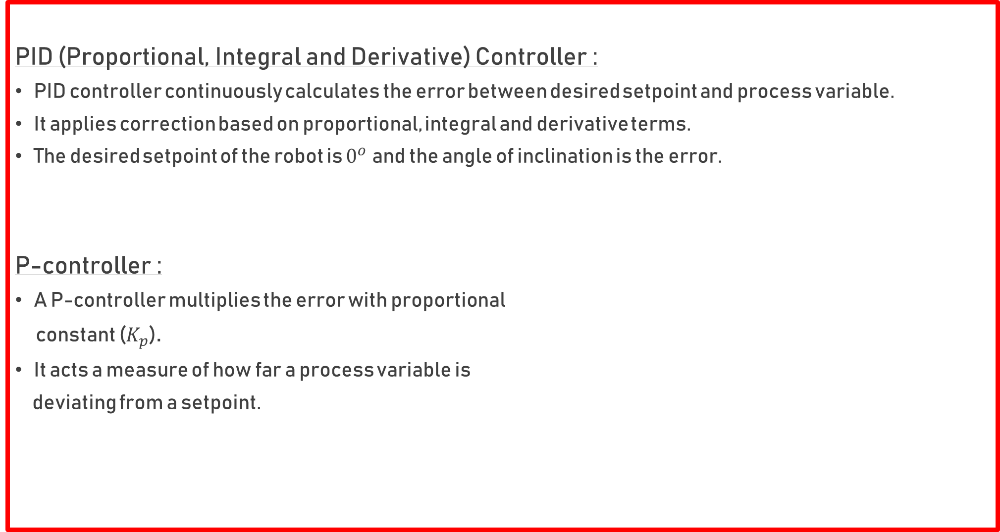 PID (Proportional, Integral and Derivative) Controller :
• PID controller continuously calculates the error between desired setpoint and process variable.
• It applies correction based on proportional, integral and derivative terms.
• The desired setpoint of the robot is 0° and the angle of inclination is the error.
P-controller :
• A P-controller multiplies the error with proportional
constant (Kₚ).
• It acts a measure of how far a process variable is
deviating from a setpoint.